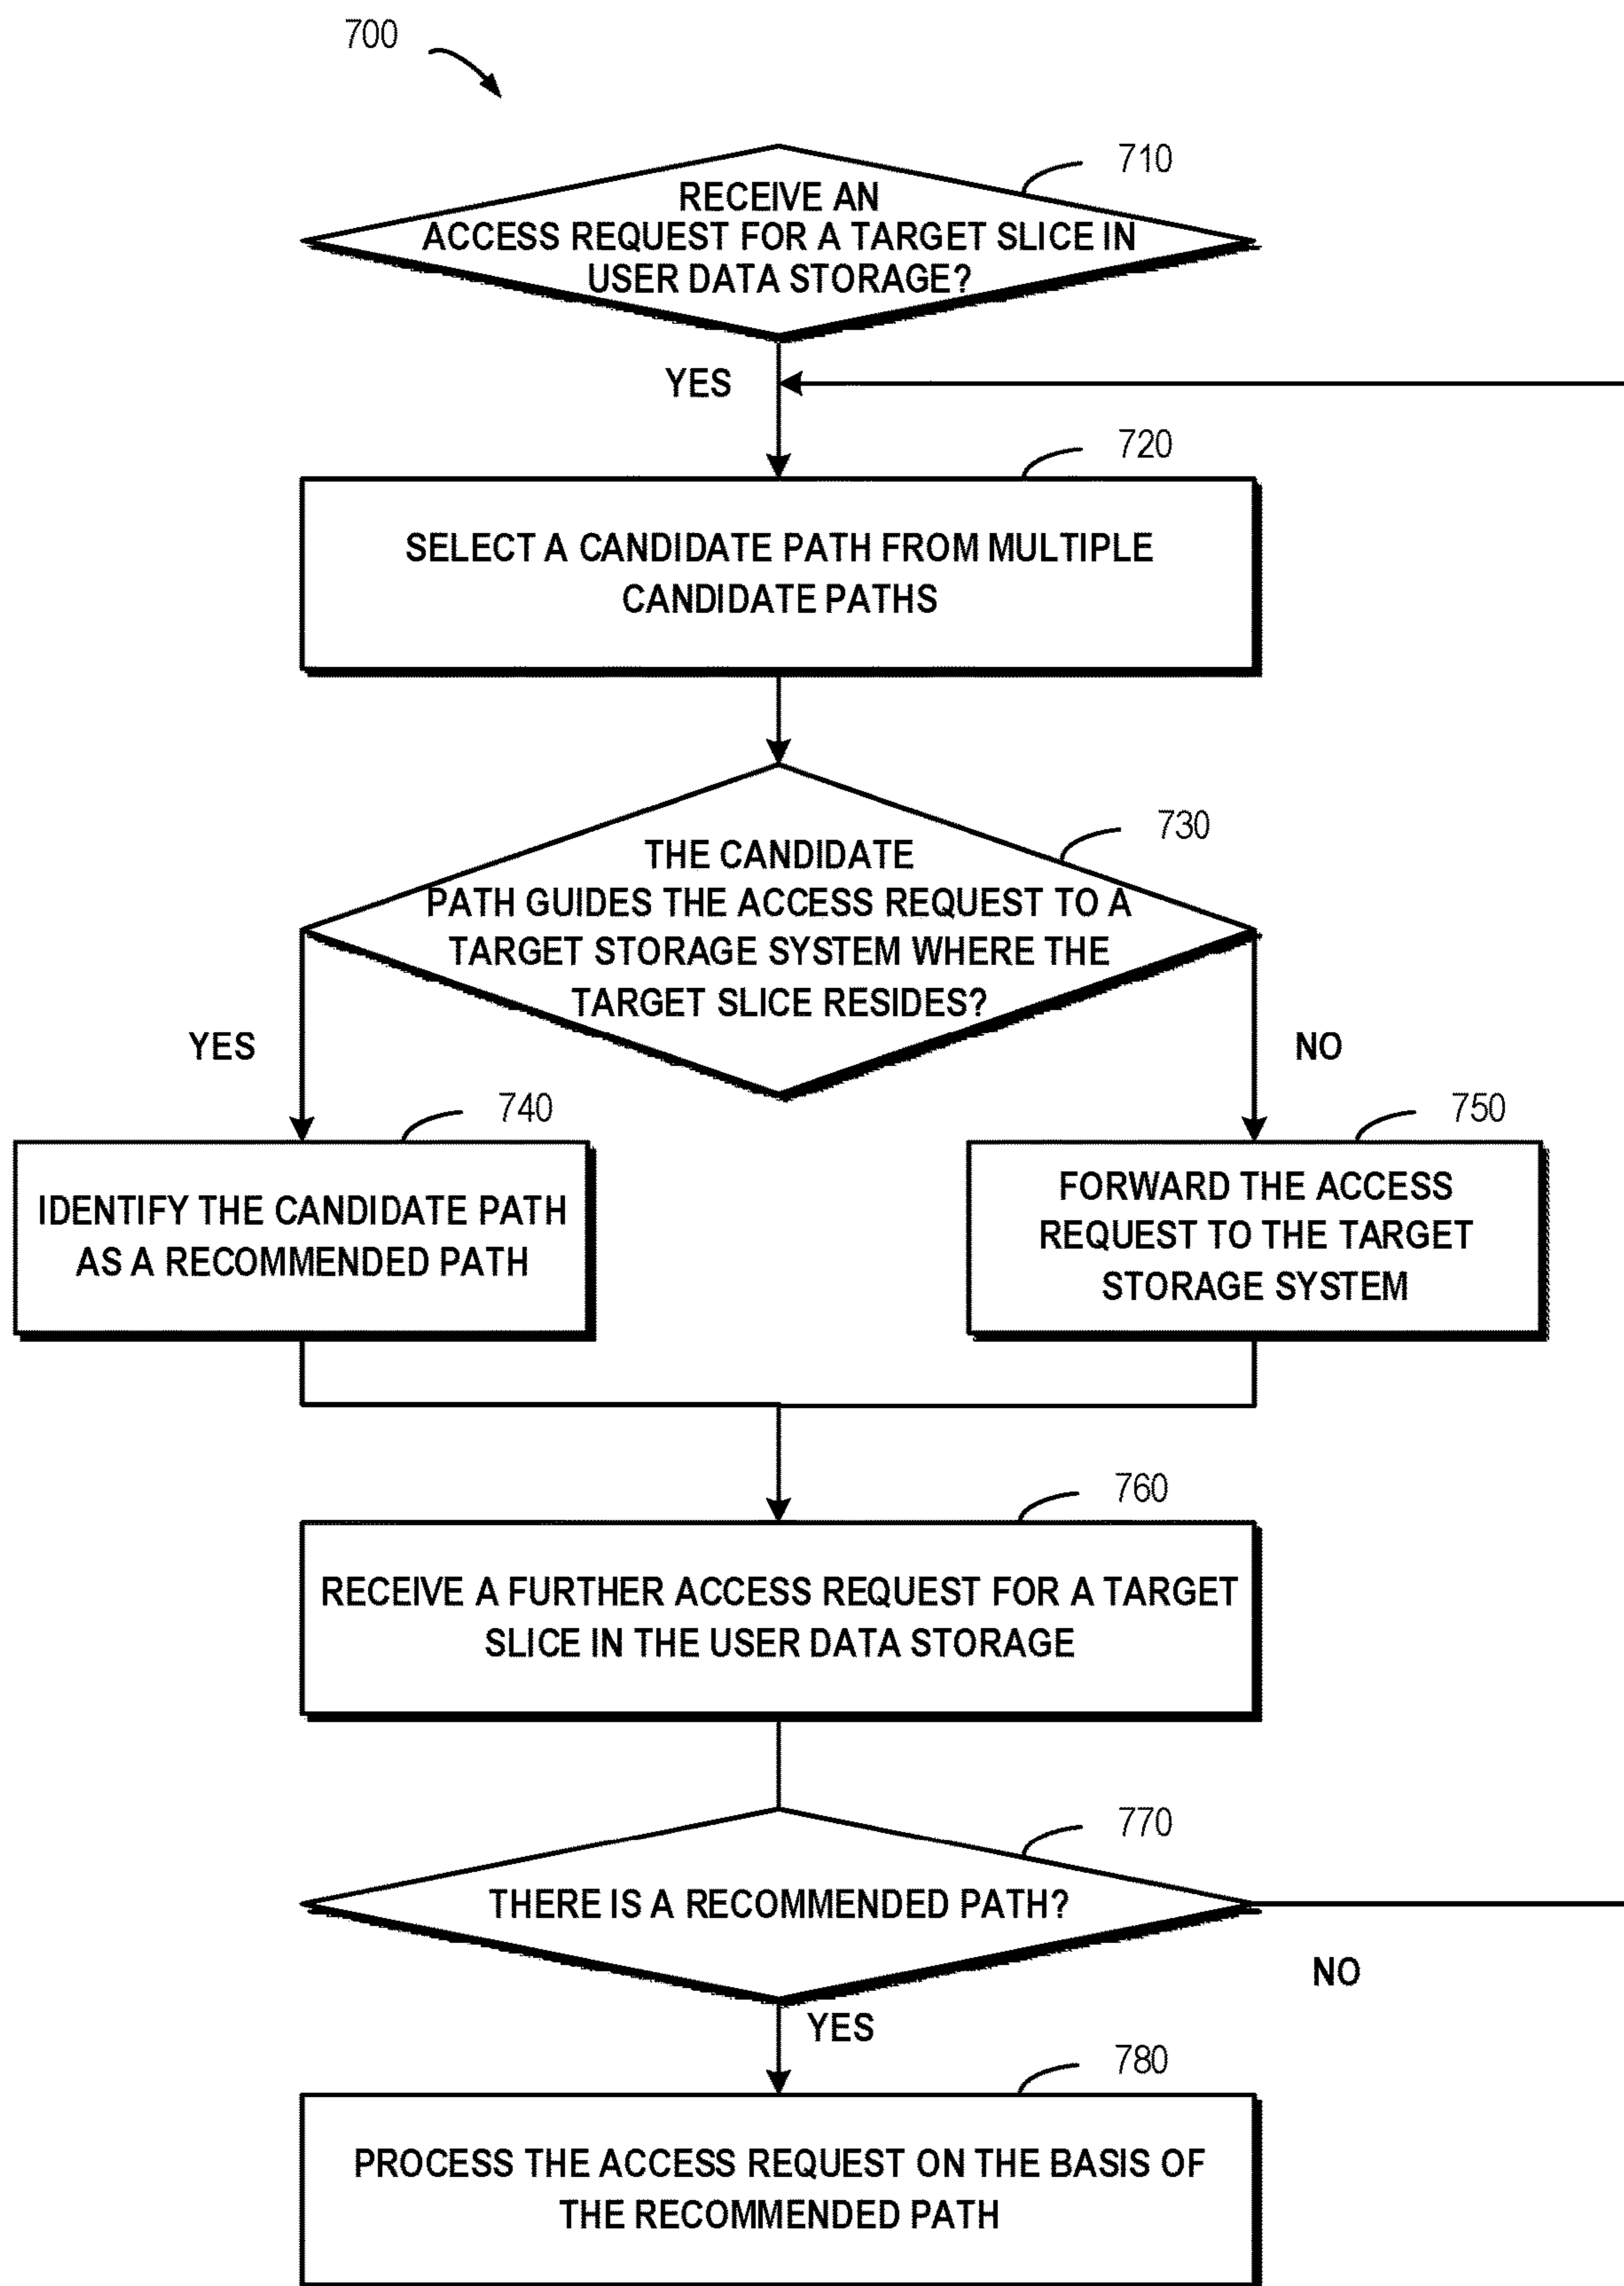 700
710
RECEIVE AN
ACCESS REQUEST FOR A TARGET SLICE IN
USER DATA STORAGE?
YES
720
SELECT A CANDIDATE PATH FROM MULTIPLE
CANDIDATE PATHS
730
THE CANDIDATE
PATH GUIDES THE ACCESS REQUEST TO A
TARGET STORAGE SYSTEM WHERE THE
TARGET SLICE RESIDES?
YES
NO
740
750
IDENTIFY THE CANDIDATE PATH
AS A RECOMMENDED PATH
FORWARD THE ACCESS
REQUEST TO THE TARGET
STORAGE SYSTEM
760
RECEIVE A FURTHER ACCESS REQUEST FOR A TARGET
SLICE IN THE USER DATA STORAGE
770
THERE IS A RECOMMENDED PATH?
NO
YES
780
PROCESS THE ACCESS REQUEST ON THE BASIS OF
THE RECOMMENDED PATH